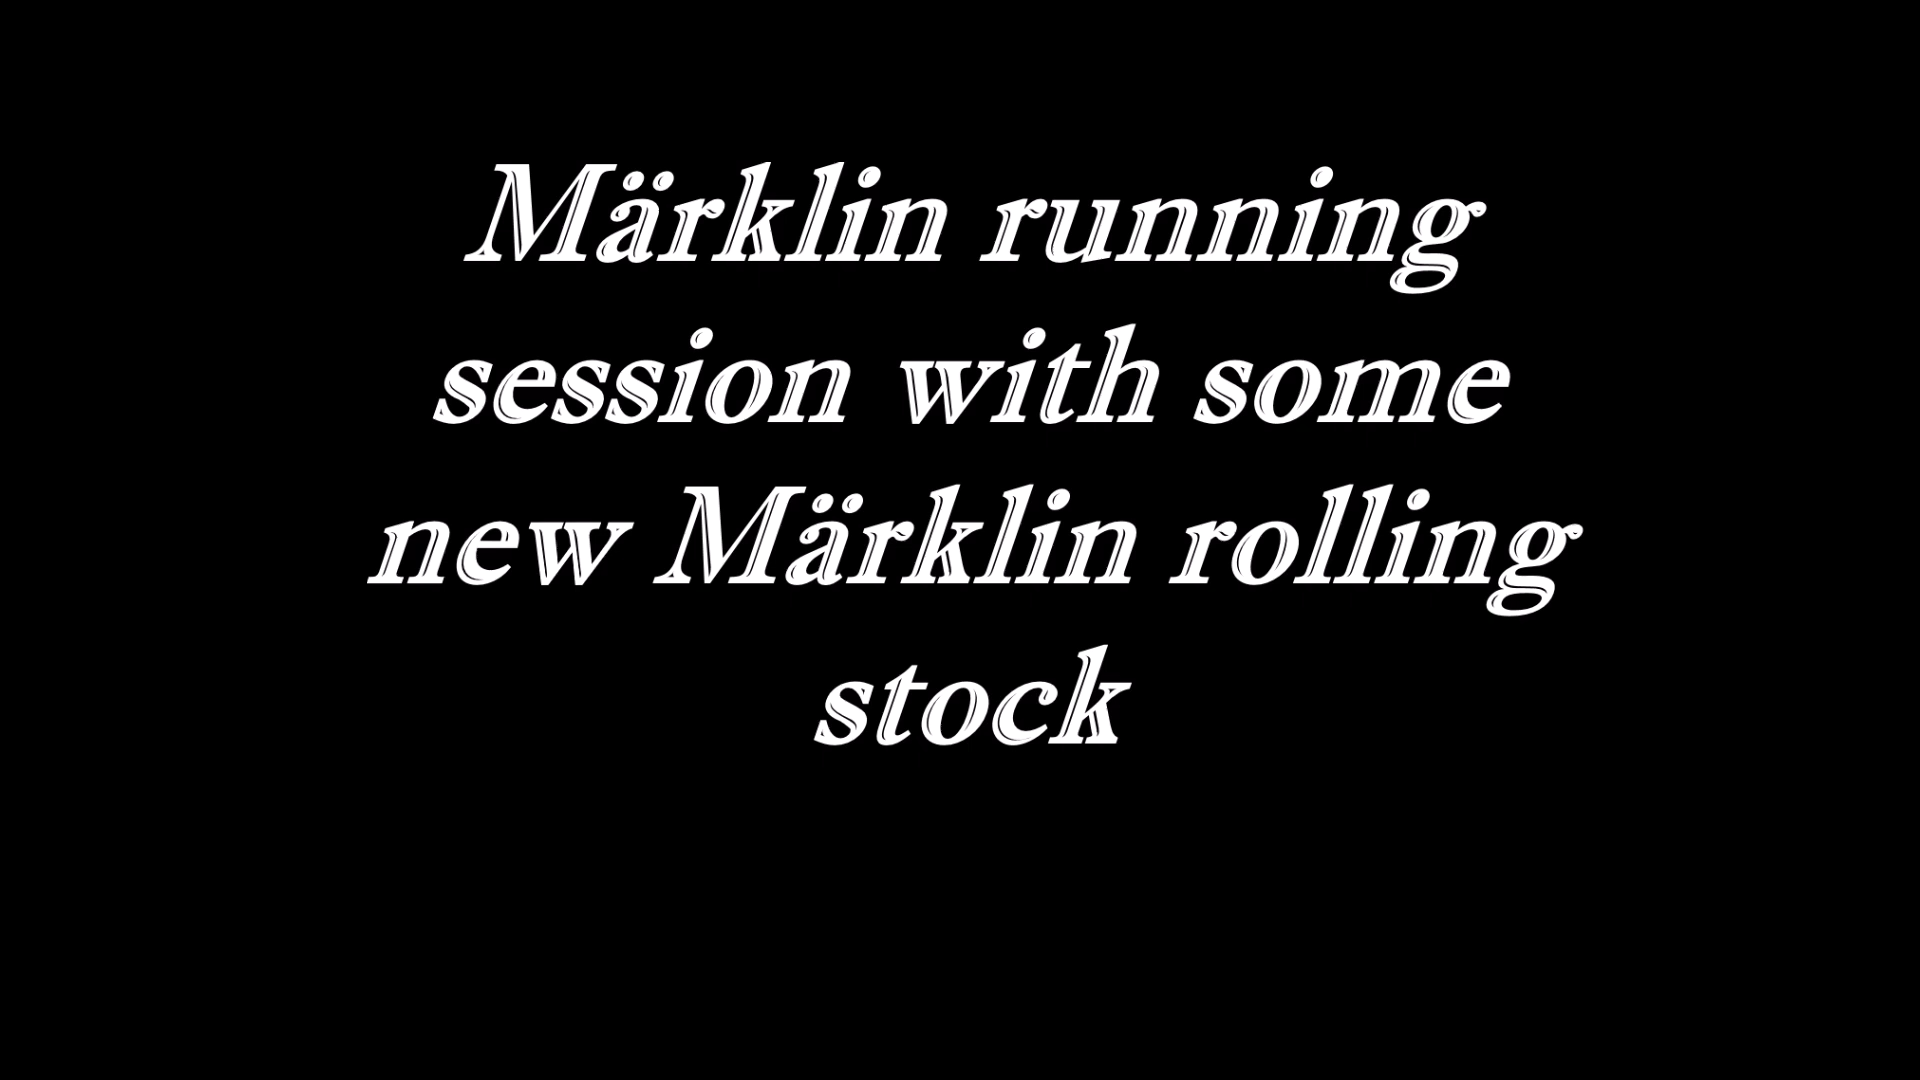 Märklin running
session with some
new Märklin rolling
stock